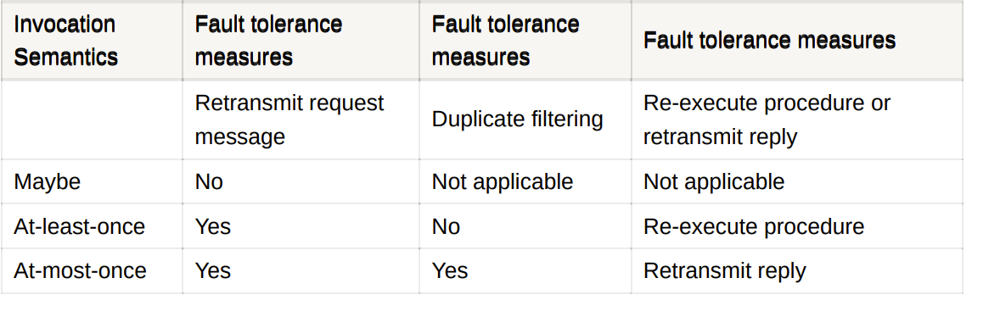 Invocation
Semantics
Fault tolerance
measures
Fault tolerance
measures
Fault tolerance measures
Retransmit request
message
Duplicate filtering
Re-execute procedure or
retransmit reply
Maybe
No
Not applicable
Not applicable
At-least-once
Yes
No
Re-execute procedure
At-most-once
Yes
Yes
Retransmit reply